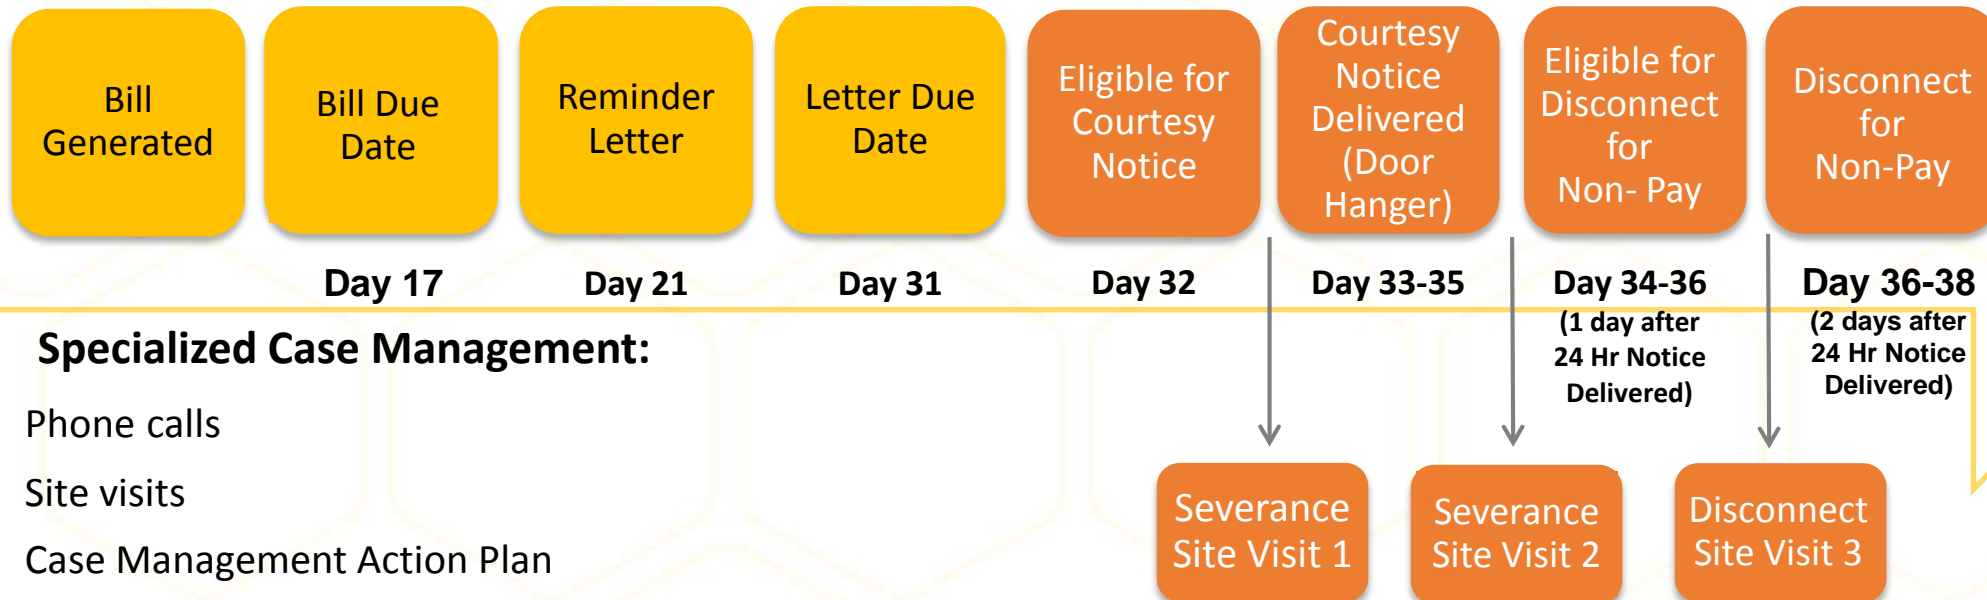 Bill
Generated
Bill Due
Date
Reminder
Letter
Letter Due
Date
Eligible for
Courtesy
Notice
Courtesy
Notice
Delivered
(Door
Hanger)
Eligible for
Disconnect
for
Non- Pay
Disconnect
for
Non-Pay
Day 17
Day 21
Day 31
Day 32
Day 33-35
Day 34-36
(1 day after
24 Hr Notice
Delivered)
Day 36-38
(2 days after
24 Hr Notice
Delivered)
Specialized Case Management:
Phone calls
Site visits
Case Management Action Plan
Severance
Site Visit 1
Severance
Site Visit 2
Disconnect
Site Visit 3